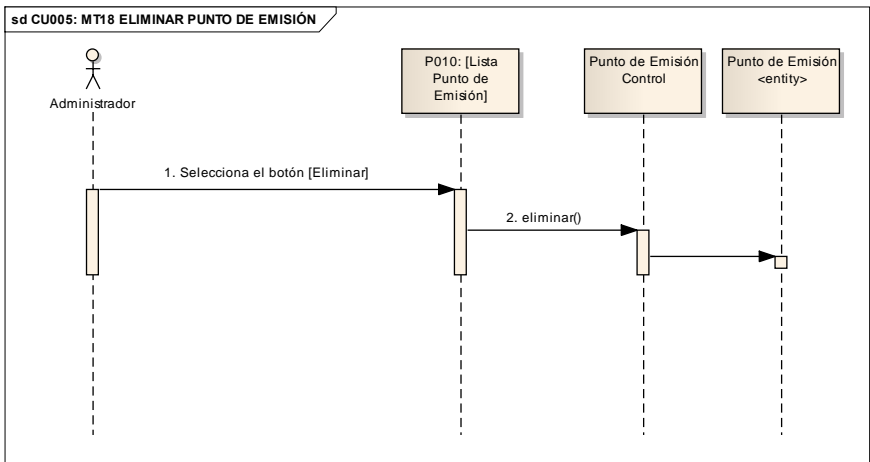 sd CU005: MT18 ELIMINAR PUNTO DE EMISIÓN
Administrador
P010: [Lista
Punto de
Emisión]
Punto de Emisión
Control
Punto de Emisión
<entity>
1. Selecciona el botón [Eliminar]
2. eliminar()